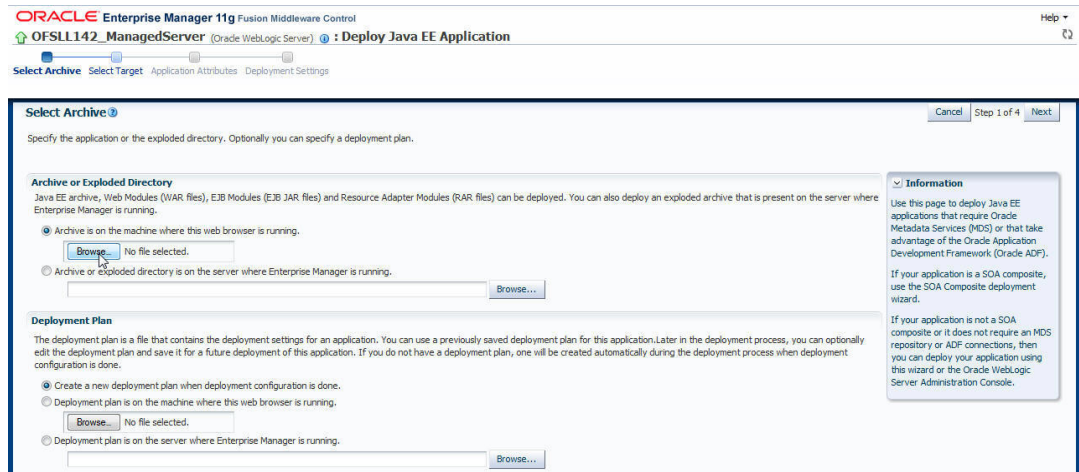 ORACLE Enterprise Manager 11g Fusion Middleware Control
Help
OFSLL142_ManagedServer (Oracle WebLogic Server) : Deploy Java EE Application
Select Archive Select Target Application Attributes Deployment Settings
Select Archive
Cancel Step 1 of 4 Next
Specify the application or the exploded directory. Optionally you can specify a deployment plan.
Archive or Exploded Directory
Java EE archive, Web Modules (WAR files), EJB Modules (EJB JAR files) and Resource Adapter Modules (RAR files) can be deployed. You can also deploy an exploded archive that is present on the server where
Enterprise Manager is running.
Archive is on the machine where this web browser is running.
Browse... No file selected.
Archive or exploded directory is on the server where Enterprise Manager is running.
Browse...
Deployment Plan
The deployment plan is a file that contains the deployment settings for an application. You can use a previously saved deployment plan for this application.Later in the deployment process, you can optionally
edit the deployment plan and save it for a future deployment of this application. If you do not have a deployment plan, one will be created automatically during the deployment process when deployment
configuration is done.
Create a new deployment plan when deployment configuration is done.
Deployment plan is on the machine where this web browser is running.
Browse... No file selected.
Deployment plan is on the server where Enterprise Manager is running.
Browse...
Information
Use this page to deploy Java EE
applications that require Oracle
Metadata Services (MDS) or that take
advantage of the Oracle Application
Development Framework (Oracle ADF).
If your application is a SOA composite,
use the SOA Composite deployment
wizard.
If your application is not a SOA
composite or it does not require an MDS
repository or ADF connections, then
you can deploy your application using
this wizard or the Oracle WebLogic
Server Administration Console.